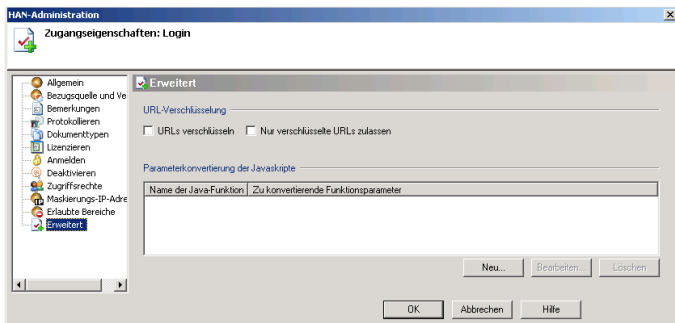 HAN-Administration
Zugangseigenschaften: Login
Allgemein
Bezugsquelle und Ve
Bemerkungen
Protokollieren
Dokumenttypen
Lizenzieren
Anmelden
Deaktivieren
Zugriffsrechte
Maskierungs-IP-Adre
Erlaubte Bereiche
Erweitert
Erweitert
URL-Verschlüsselung
URLs verschlüsseln Nur verschlüsselte URLs zulassen
Parameterkonvertierung der Javaskripte
Name der Java-Funktion Zu konvertierende Funktionsparameter
Neu... Bearbeiten... Löschen
OK Abbrechen Hilfe